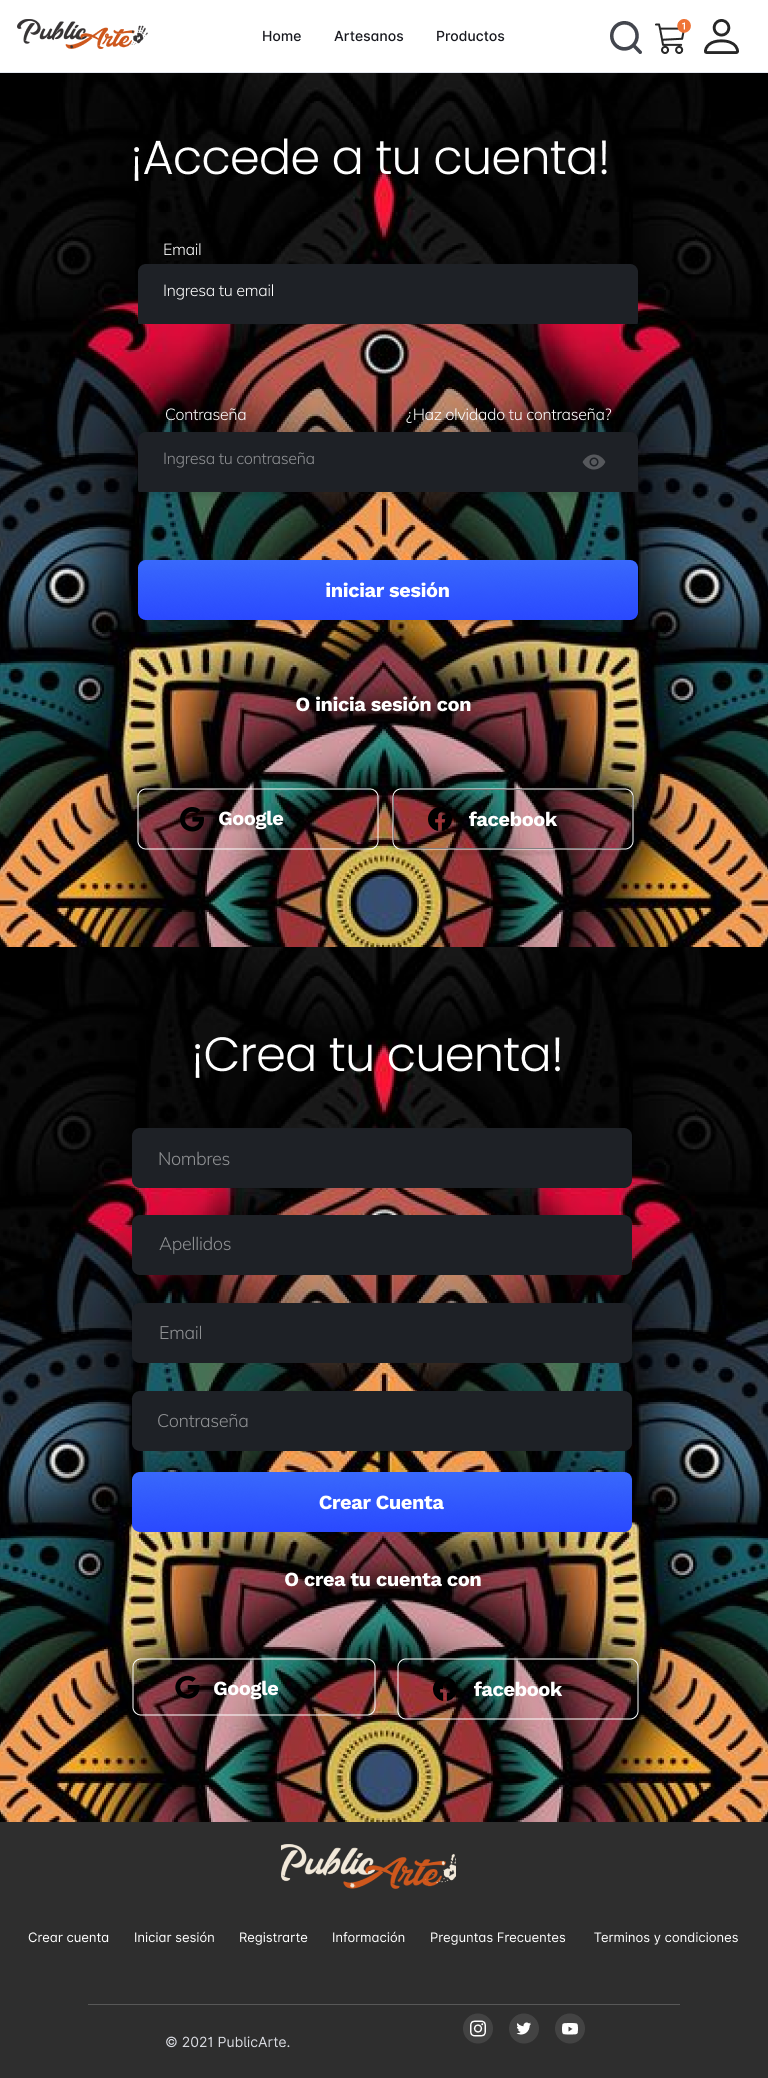 PublicArte
Home Artesanos Productos
1
¡Accede a tu cuenta!
Email
Ingresa tu email
Contraseña ¿Haz olvidado tu contraseña?
Ingresa tu contraseña
iniciar sesión
O inicia sesión con
Google facebook
¡Crea tu cuenta!
Nombres
Apellidos
Email
Contraseña
Crear Cuenta
O crea tu cuenta con
Google facebook
PublicArte
Crear cuenta Iniciar sesión Registrarte Información Preguntas Frecuentes Terminos y condiciones
© 2021 PublicArte.